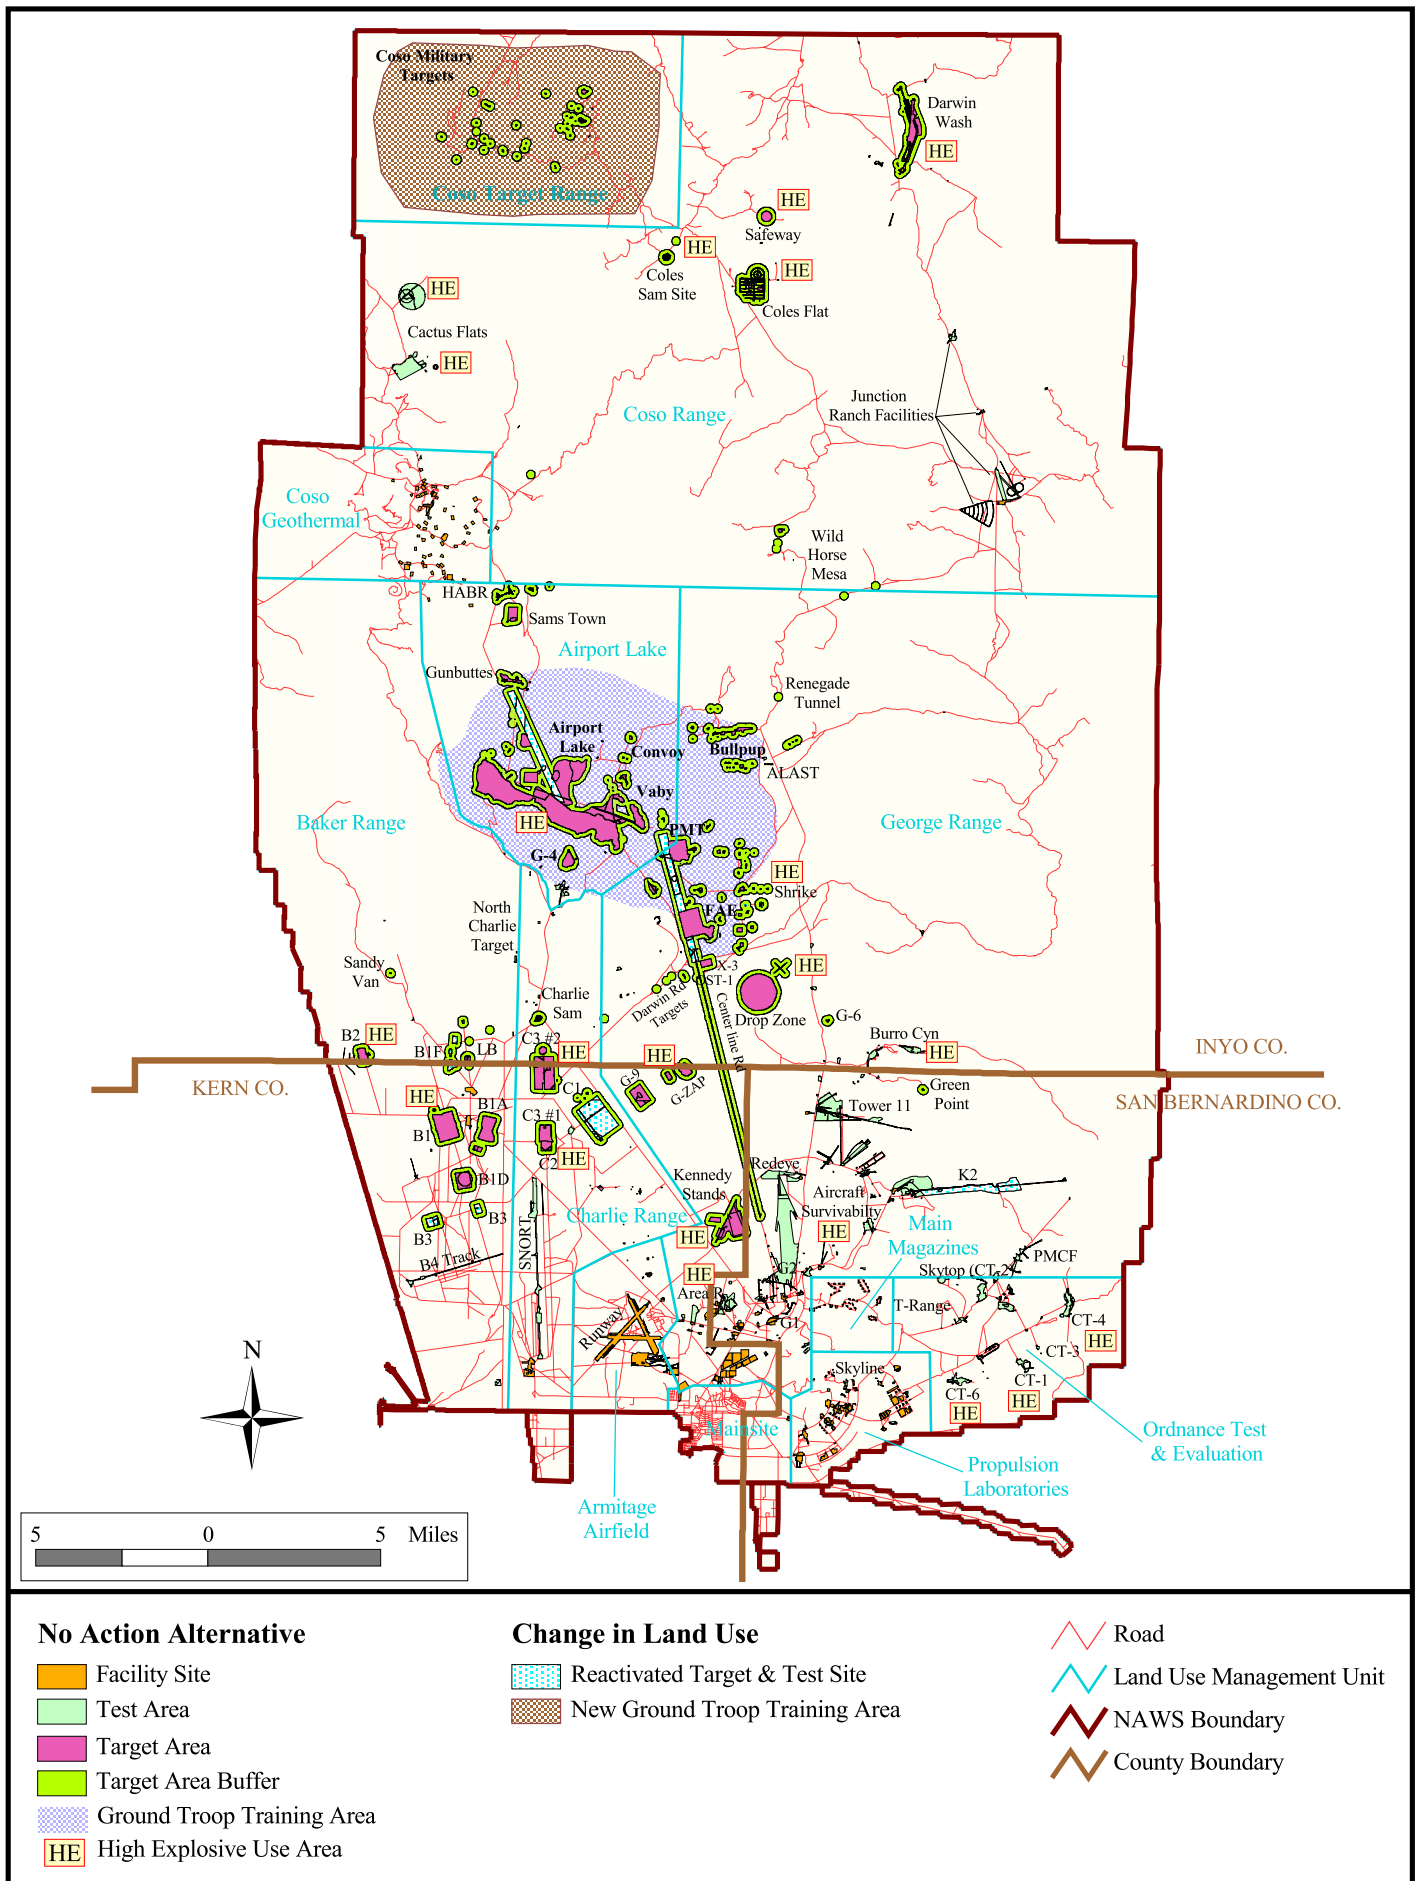 Coso Military
Targets
Coso Target Range
Darwin
Wash
HE
HE
Safeway
HE
Coles
Sam Site
HE
Coles Flat
HE
Cactus Flats
HE
Junction
Ranch Facilities
Coso Range
Coso
Geothermal
Wild
Horse
Mesa
HABR
Sams Town
Airport Lake
Gunbuttes
Renegade
Tunnel
Airport
Lake
Convoy
Bullpup
ALAST
Vaby
HE
PMT
Baker Range
George Range
G-4
HE
Shrike
North
Charlie
Target
FAE
Sandy
Van
X-3
OST-1
HE
Darwin Rd
Targets
Center line Rd
Drop Zone
Charlie
Sam
G-6
B2
HE
B1F
LB
C3 #2
HE
HE
Burro Cyn
HE
INYO CO.
KERN CO.
SAN BERNARDINO CO.
G-9
G-ZAP
Green
Point
C1
HE
B1A
B1
C3 #1
C2
HE
Tower 11
Redeye
K2
B1D
Kennedy
Stands
Aircraft
Survivabilty
HE
B3
B3
Charlie Range
HE
Main
Magazines
SNORT
B4 Track
PMCF
Skytop (CT-2)
G2
HE
Area R
T-Range
Runway
G1
CT-4
HE
CT-3
CT-1
HE
Skyline
CT-6
HE
N
Mainsite
Ordnance Test
& Evaluation
Propulsion
Laboratories
Armitage
Airfield
5 0 5 Miles
No Action Alternative
Facility Site
Test Area
Target Area
Target Area Buffer
Ground Troop Training Area
HE High Explosive Use Area
Change in Land Use
Reactivated Target & Test Site
New Ground Troop Training Area
Road
Land Use Management Unit
NAWS Boundary
County Boundary